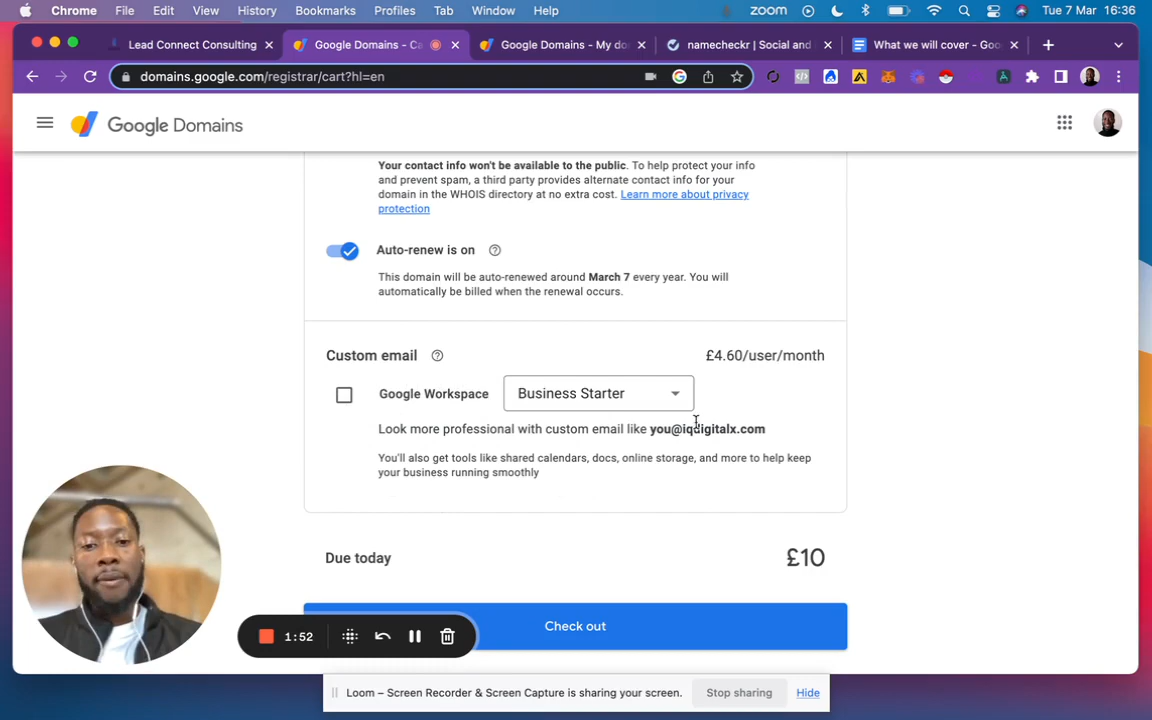 Chrome File Edit View History Bookmarks Profiles Tab Window Help zoom Tue 7 Mar 16:36
Lead Connect Consulting
Google Domains - Ca
Google Domains - My do
namecheckr | Social and
What we will cover - Goo
domains.google.com/registrar/cart?hl=en
Google Domains
Your contact info won't be available to the public. To help protect your info
and prevent spam, a third party provides alternate contact info for your
domain in the WHOIS directory at no extra cost. Learn more about privacy
protection
Auto-renew is on
This domain will be auto-renewed around March 7 every year. You will
automatically be billed when the renewal occurs.
Custom email £4.60/user/month
Google Workspace Business Starter
Look more professional with custom email like you@iqdigitalx.com
You'll also get tools like shared calendars, docs, online storage, and more to help keep
your business running smoothly
Due today £10
Check out
1:52
Loom – Screen Recorder & Screen Capture is sharing your screen. Stop sharing Hide